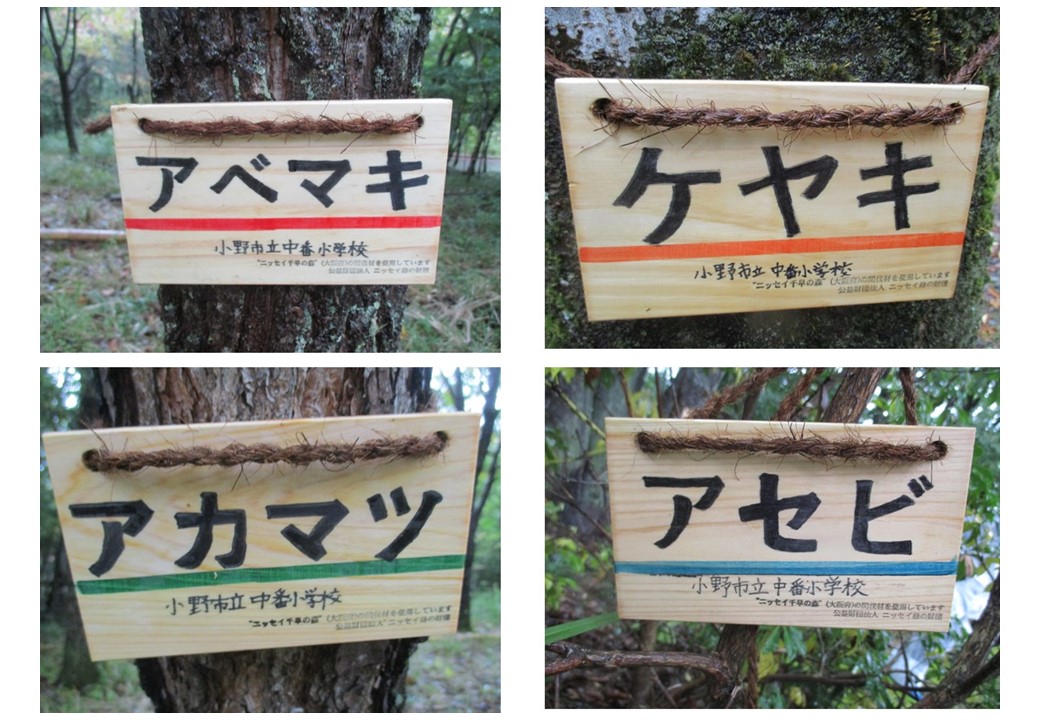 アベマキ
小野市立中番小学校
"ニッセイ千早の森"(大阪府)の間伐材を使用しています
公益財団法人 ニッセイ緑の財団
ケヤキ
小野市立中番小学校
"ニッセイ千早の森"(大阪府)の間伐材を使用しています
公益財団法人 ニッセイ緑の財団
アカマツ
小野市立中番小学校
"ニッセイ千早の森"(大阪府)の間伐材を使用しています
公益財団法人 ニッセイ緑の財団
アセビ
小野市立中番小学校
"ニッセイ千早の森"(大阪府)の間伐材を使用しています
公益財団法人 ニッセイ緑の財団